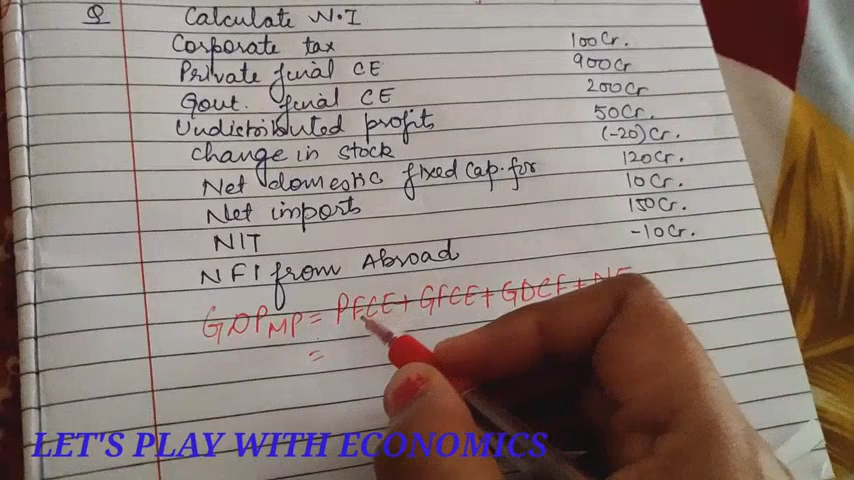 Q Calculate N.I
Corporate tax 100Cr.
Private final CE 900Cr
Govt. final CE 200Cr
Undistributed profit 50Cr.
Change in stock (-20)Cr.
Net domestic fixed cap. for 120Cr.
Net imports 10Cr.
NIT 150Cr.
NFI from Abroad -10Cr.
GDPMP = PFCE + GFCE + GDCF + NE
=
LET'S PLAY WITH ECONOMICS